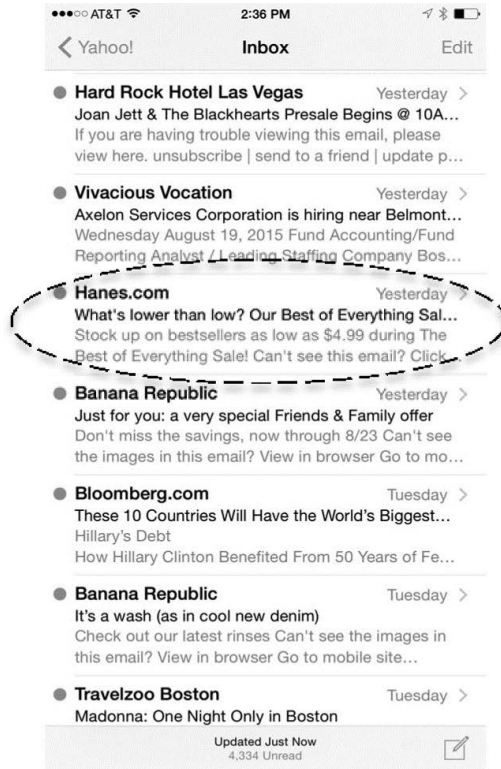 AT&T 2:36 PM
Yahoo! Inbox Edit
Hard Rock Hotel Las Vegas Yesterday
Joan Jett & The Blackhearts Presale Begins @ 10A...
If you are having trouble viewing this email, please
view here. unsubscribe | send to a friend | update p...
Vivacious Vocation Yesterday
Axelon Services Corporation is hiring near Belmont...
Wednesday August 19, 2015 Fund Accounting/Fund
Reporting Analyst / Leading Staffing Company Bos...
Hanes.com Yesterday
What's lower than low? Our Best of Everything Sal...
Stock up on bestsellers as low as $4.99 during The
Best of Everything Sale! Can't see this email? Click...
Banana Republic Yesterday
Just for you: a very special Friends & Family offer
Don't miss the savings, now through 8/23 Can't see
the images in this email? View in browser Go to mo...
Bloomberg.com Tuesday
These 10 Countries Will Have the World's Biggest...
Hillary's Debt
How Hillary Clinton Benefited From 50 Years of Fe...
Banana Republic Tuesday
It's a wash (as in cool new denim)
Check out our latest rinses Can't see the images in
this email? View in browser Go to mobile site...
Travelzoo Boston Tuesday
Madonna: One Night Only in Boston
Updated Just Now
4,334 Unread